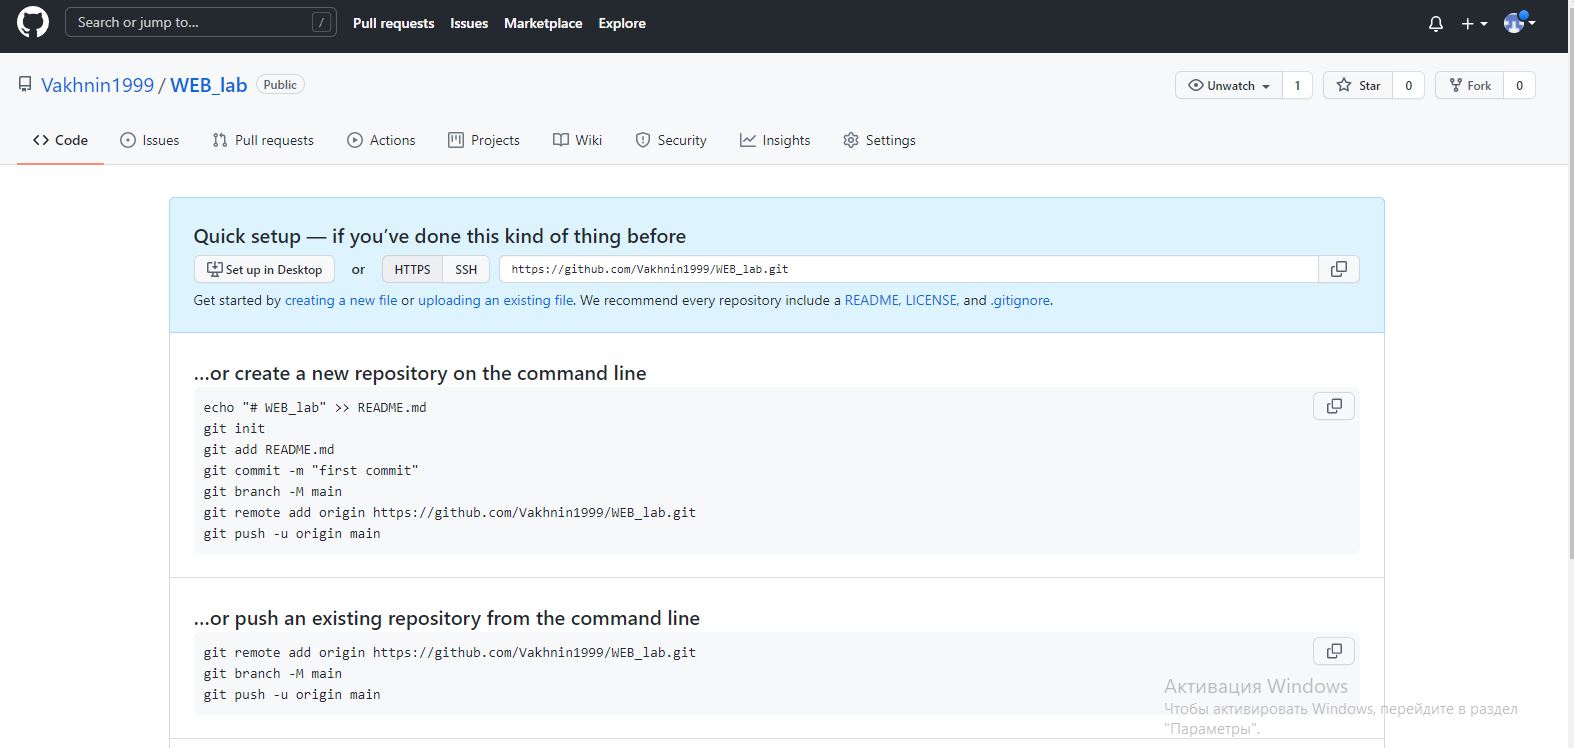 Search or jump to... /
Pull requests Issues Marketplace Explore
Vakhnin1999 / WEB_lab Public
Unwatch 1 Star 0 Fork 0
Code Issues Pull requests Actions Projects Wiki Security Insights Settings
Quick setup — if you’ve done this kind of thing before
Set up in Desktop or HTTPS SSH https://github.com/Vakhnin1999/WEB_lab.git
Get started by creating a new file or uploading an existing file. We recommend every repository include a README, LICENSE, and .gitignore.
…or create a new repository on the command line
echo "# WEB_lab" >> README.md
git init
git add README.md
git commit -m "first commit"
git branch -M main
git remote add origin https://github.com/Vakhnin1999/WEB_lab.git
git push -u origin main
…or push an existing repository from the command line
git remote add origin https://github.com/Vakhnin1999/WEB_lab.git
git branch -M main
git push -u origin main
Активация Windows
Чтобы активировать Windows, перейдите в раздел
"Параметры".